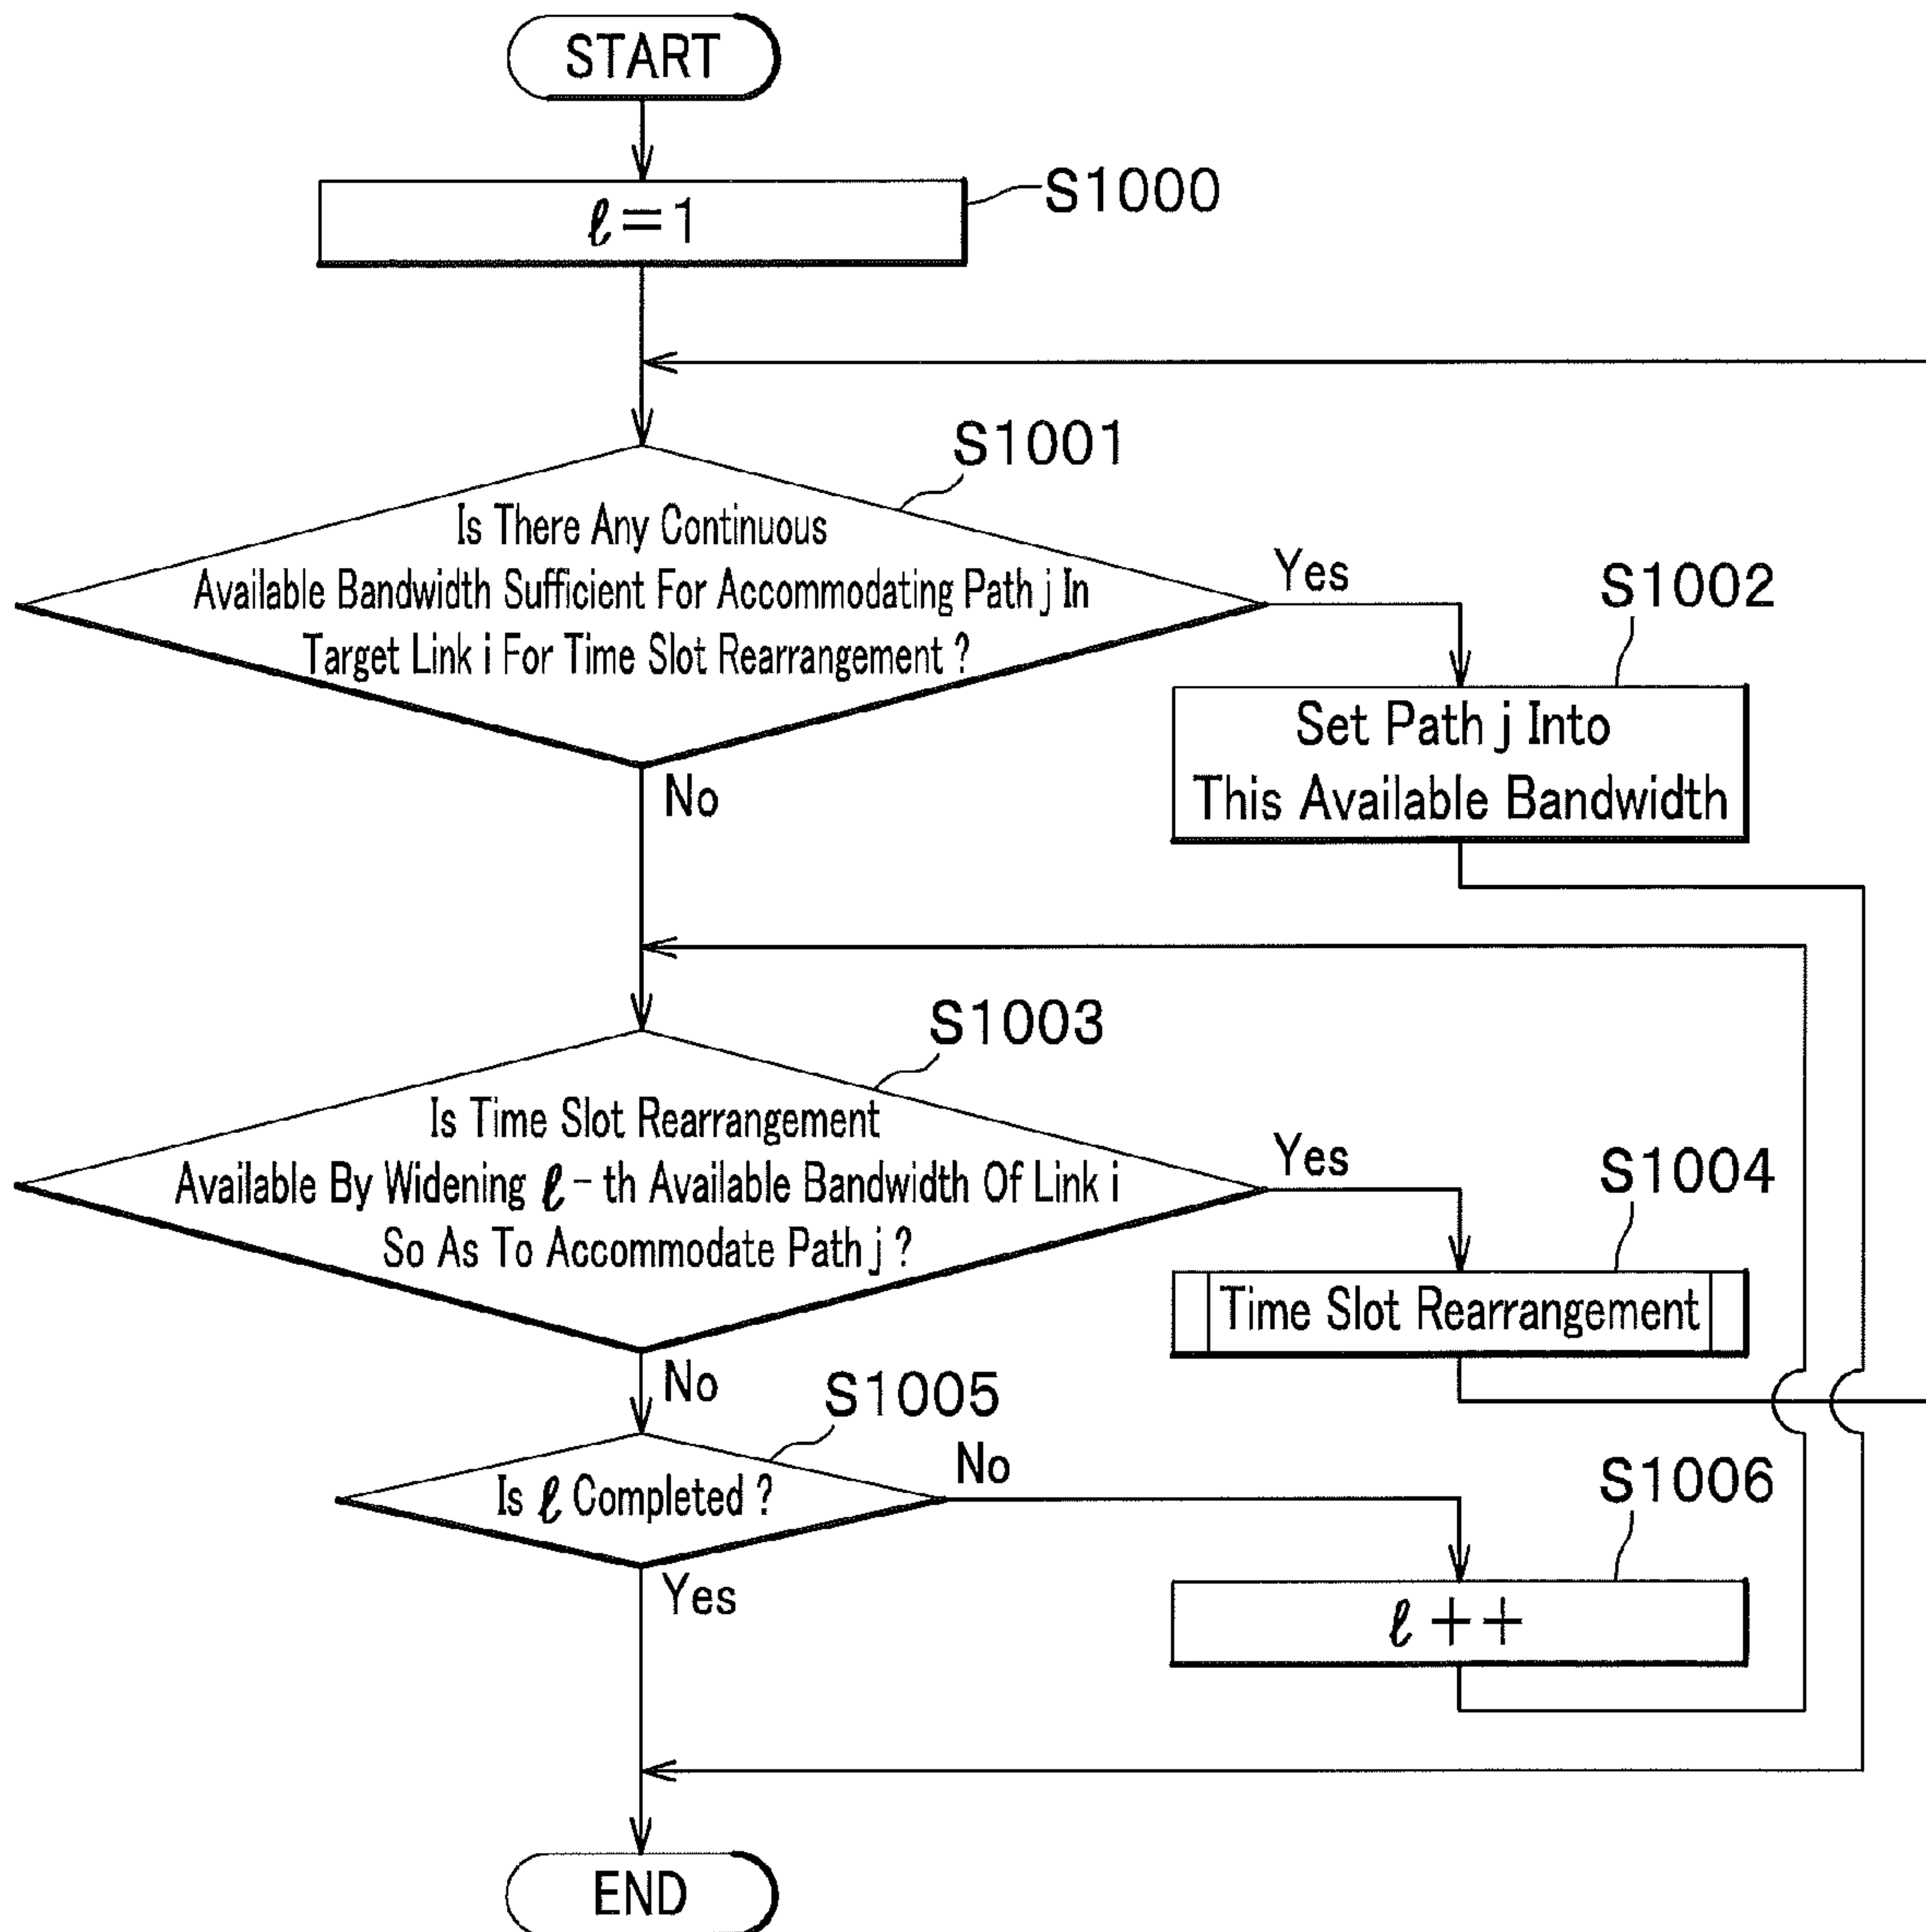 START
ℓ=1
S1000
S1001
Is There Any Continuous
Available Bandwidth Sufficient For Accommodating Path j In
Target Link i For Time Slot Rearrangement ?
Yes
No
S1002
Set Path j Into
This Available Bandwidth
S1003
Is Time Slot Rearrangement
Available By Widening ℓ-th Available Bandwidth Of Link i
So As To Accommodate Path j ?
Yes
No
S1004
Time Slot Rearrangement
S1005
Is ℓ Completed ?
No
Yes
S1006
ℓ++
END